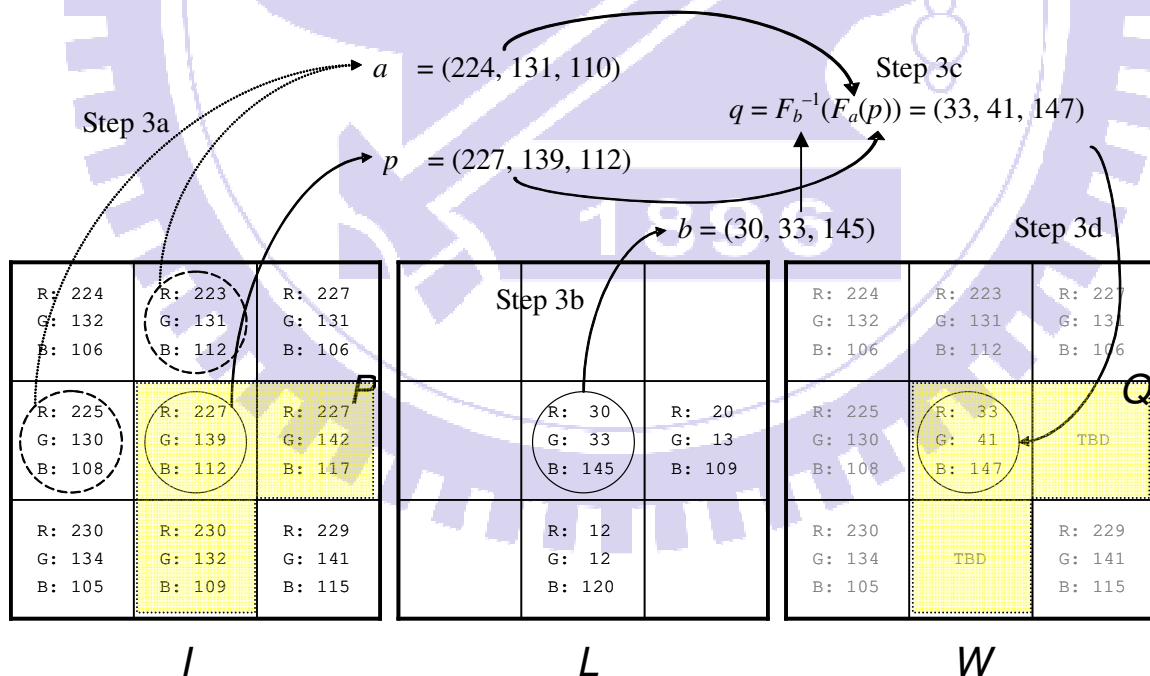 a = (224, 131, 110)
Step 3c
q = F_b⁻¹(F_a(p)) = (33, 41, 147)
Step 3a
p = (227, 139, 112)
1896
b = (30, 33, 145)
Step 3d
Step 3b
R: 224
G: 132
B: 106
R: 223
G: 131
B: 112
R: 227
G: 131
B: 106
P
R: 225
G: 130
B: 108
R: 227
G: 139
B: 112
R: 227
G: 142
B: 117
R: 230
G: 134
B: 105
R: 230
G: 132
B: 109
R: 229
G: 141
B: 115
I
R: 30
G: 33
B: 145
R: 20
G: 13
B: 109
R: 12
G: 12
B: 120
L
R: 224
G: 132
B: 106
R: 223
G: 131
B: 112
R: 227
G: 131
B: 106
Q
R: 225
G: 130
B: 108
R: 33
G: 41
B: 147
TBD
R: 230
G: 134
B: 105
TBD
R: 229
G: 141
B: 115
W